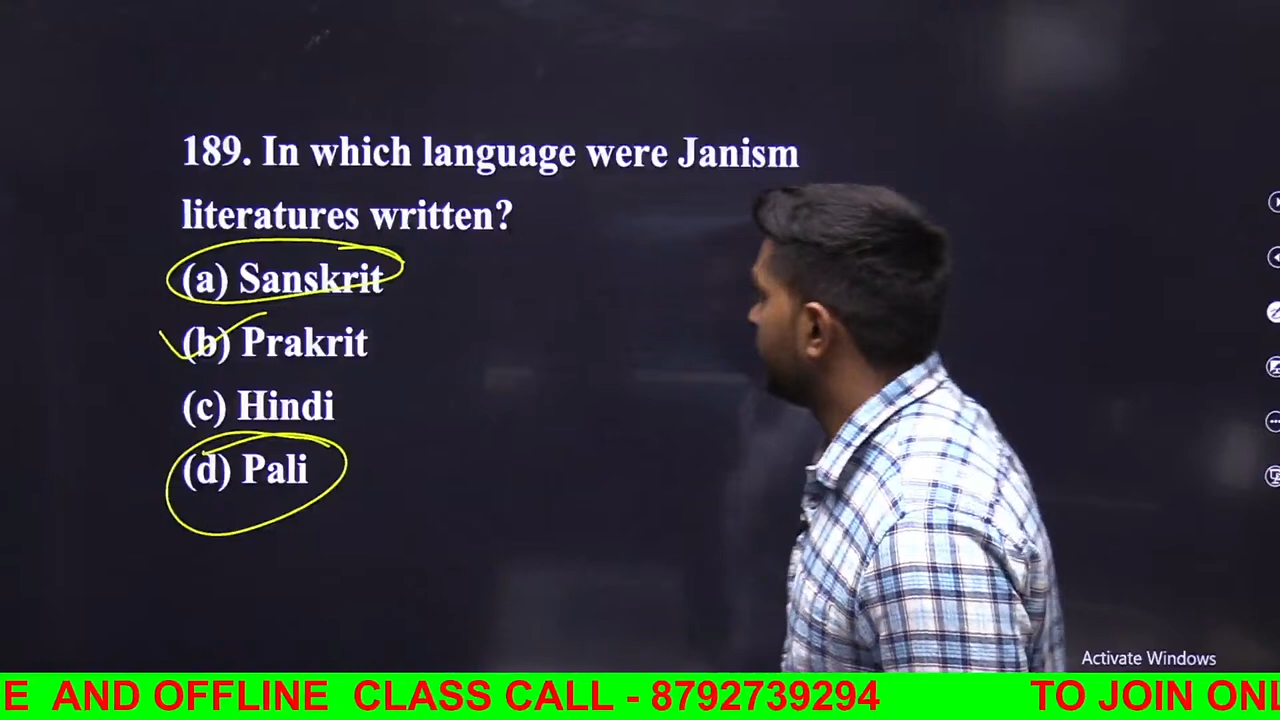 189. In which language were Janism
literatures written?
(a) Sanskrit
(b) Prakrit
(c) Hindi
(d) Pali
Activate Windows
E AND OFFLINE CLASS CALL - 8792739294 TO JOIN ONL